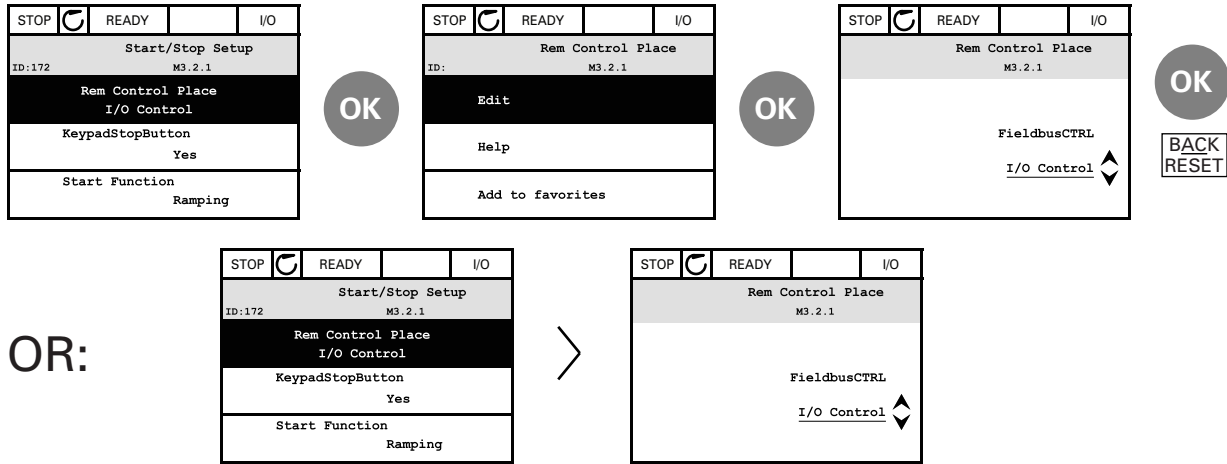 STOP READY I/O
Start/Stop Setup
ID:172 M3.2.1
Rem Control Place
I/O Control
KeypadStopButton
Yes
Start Function
Ramping
OK
STOP READY I/O
Rem Control Place
ID: M3.2.1
Edit
Help
Add to favorites
OK
STOP READY I/O
Rem Control Place
M3.2.1
FieldbusCTRL
I/O Control
OK
BACK
RESET
OR:
STOP READY I/O
Start/Stop Setup
ID:172 M3.2.1
Rem Control Place
I/O Control
KeypadStopButton
Yes
Start Function
Ramping
STOP READY I/O
Rem Control Place
M3.2.1
FieldbusCTRL
I/O Control